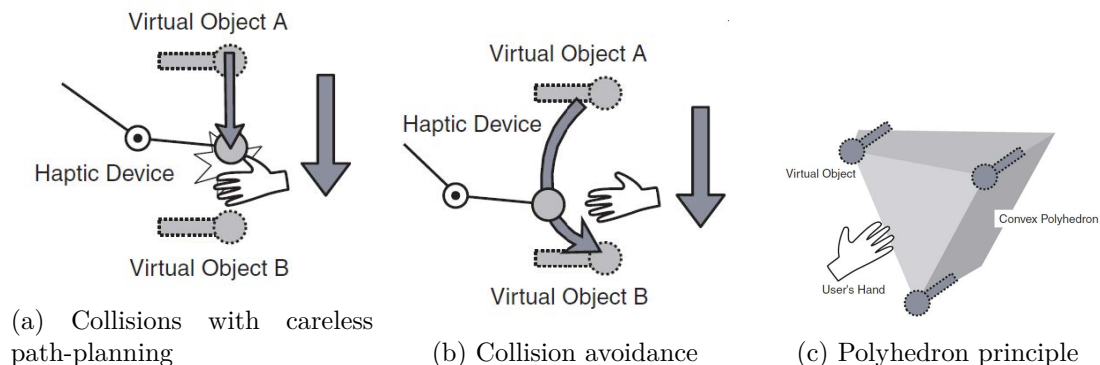 Virtual Object A
Haptic Device
Virtual Object B
(a) Collisions with careless
path-planning
Virtual Object A
Haptic Device
Virtual Object B
(b) Collision avoidance
Virtual Object
Convex Polyhedron
User's Hand
(c) Polyhedron principle